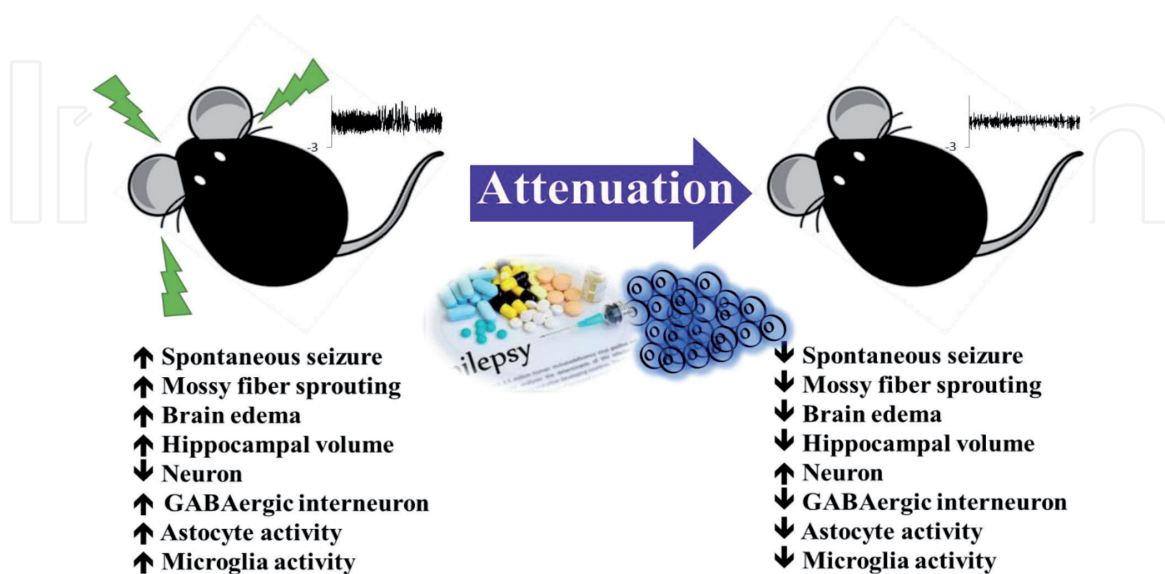 -3
Attenuation
-3
ilepsy
↑ Spontaneous seizure
↑ Mossy fiber sprouting
↑ Brain edema
↑ Hippocampal volume
↓ Neuron
↑ GABAergic interneuron
↑ Astocyte activity
↑ Microglia activity
↓ Spontaneous seizure
↓ Mossy fiber sprouting
↓ Brain edema
↓ Hippocampal volume
↑ Neuron
↓ GABAergic interneuron
↓ Astocyte activity
↓ Microglia activity